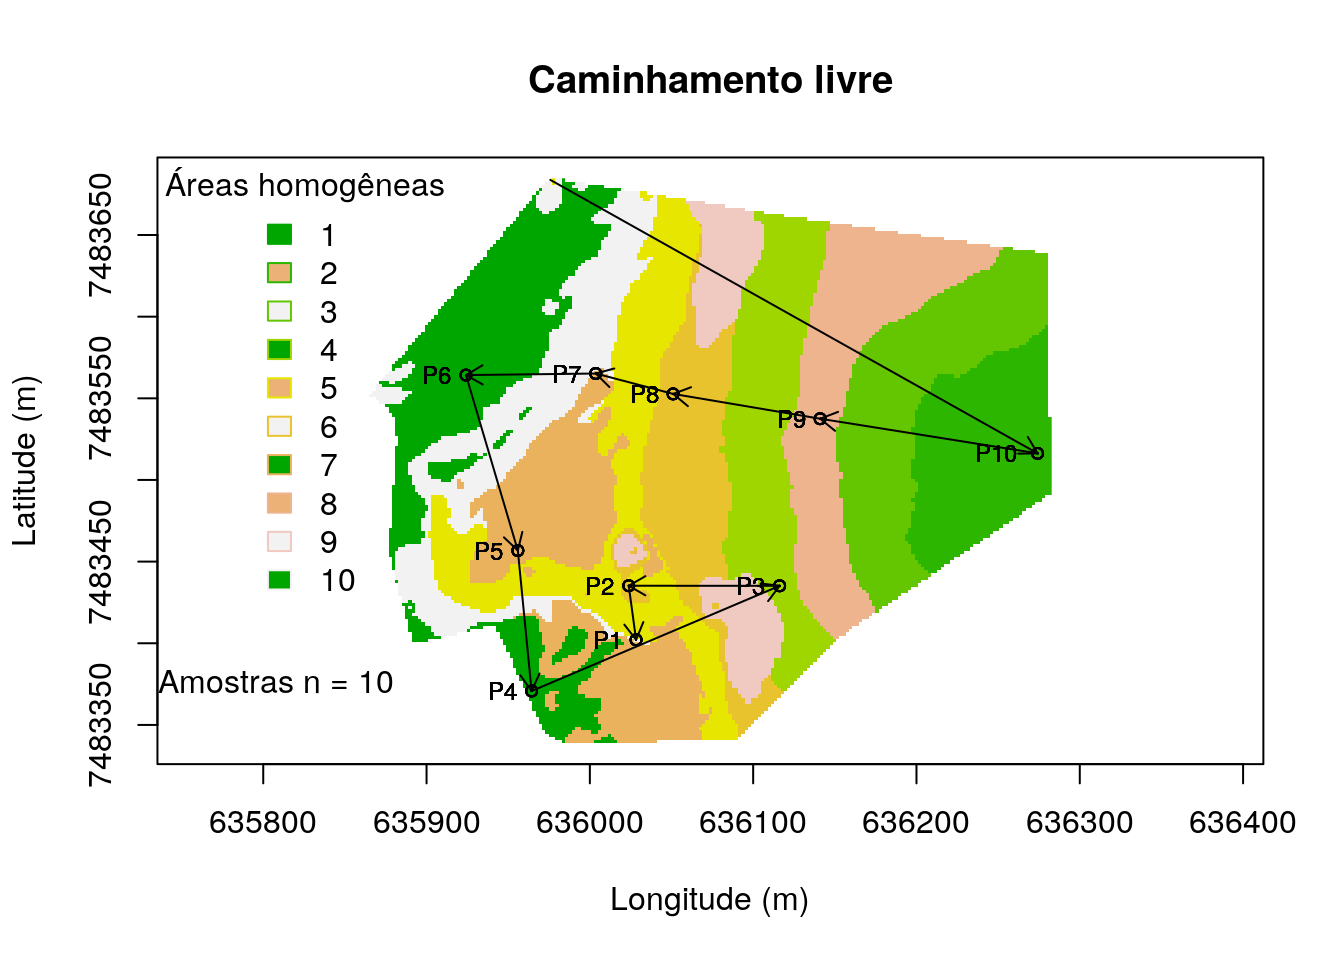 Caminhamento livre
Áreas homogêneas
1
2
3
4
5
6
7
8
9
10
Amostras n = 10
P6
P7
P8
P9
P10
P5
P2
P3
P1
P4
7483650
7483550
7483450
7483350
Latitude (m)
635800 635900 636000 636100 636200 636300 636400
Longitude (m)